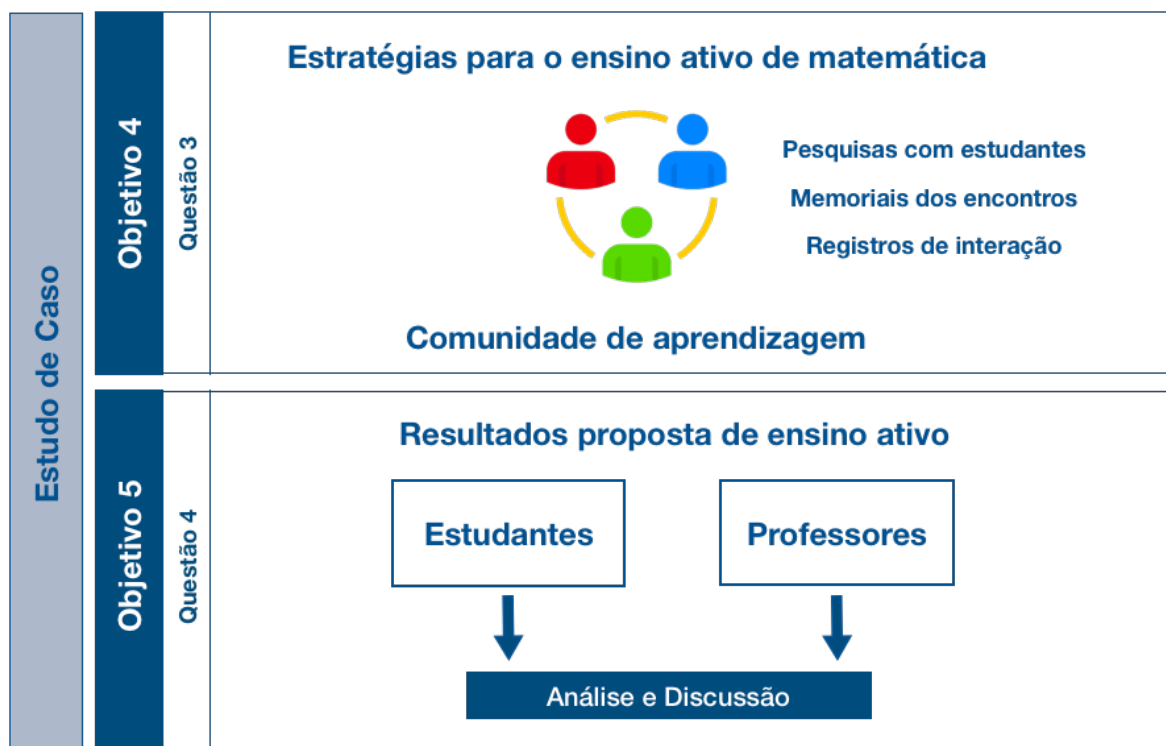 Estudo de Caso
Objetivo 4
Questão 3
Estratégias para o ensino ativo de matemática
Pesquisas com estudantes
Memoriais dos encontros
Registros de interação
Comunidade de aprendizagem
Objetivo 5
Questão 4
Resultados proposta de ensino ativo
Estudantes
Professores
Análise e Discussão